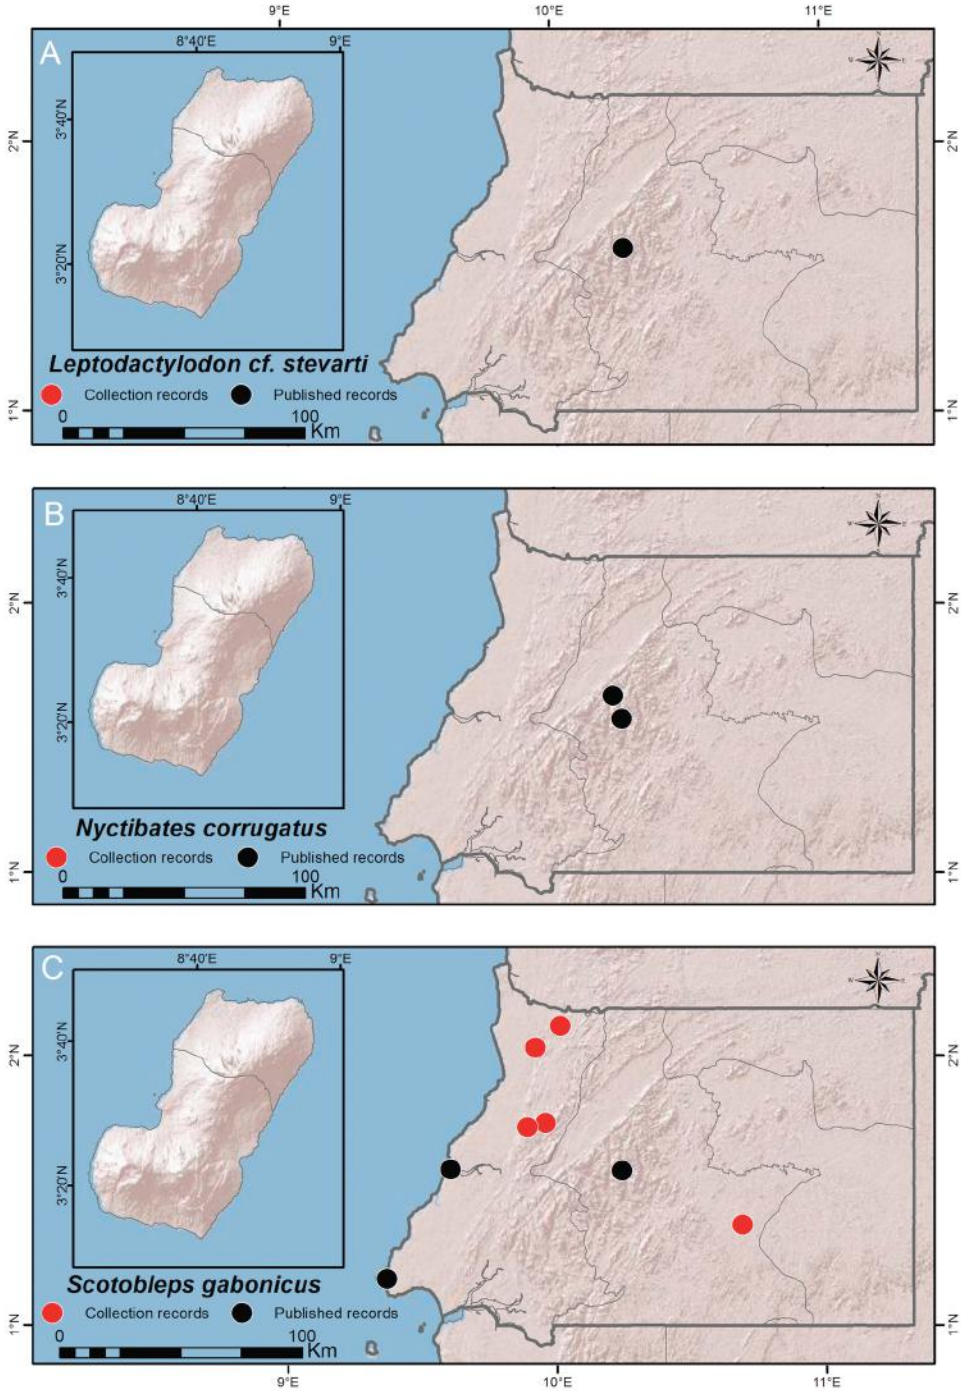 9°E 10°E 11°E
A
8°40'E 9°E
N
W E
S
3°40'N
2°N 2°N
3°20'N
Leptodactylodon cf. stevarti
Collection records Published records
0 100
Km
1°N 1°N
B
8°40'E 9°E
N
W E
S
3°40'N
2°N 2°N
3°20'N
Nyctibates corrugatus
Collection records Published records
0 100
Km
1°N 1°N
C
8°40'E 9°E
N
W E
S
3°40'N
2°N 2°N
3°20'N
Scotobleps gabonicus
Collection records Published records
0 100
Km
1°N 1°N
9°E 10°E 11°E